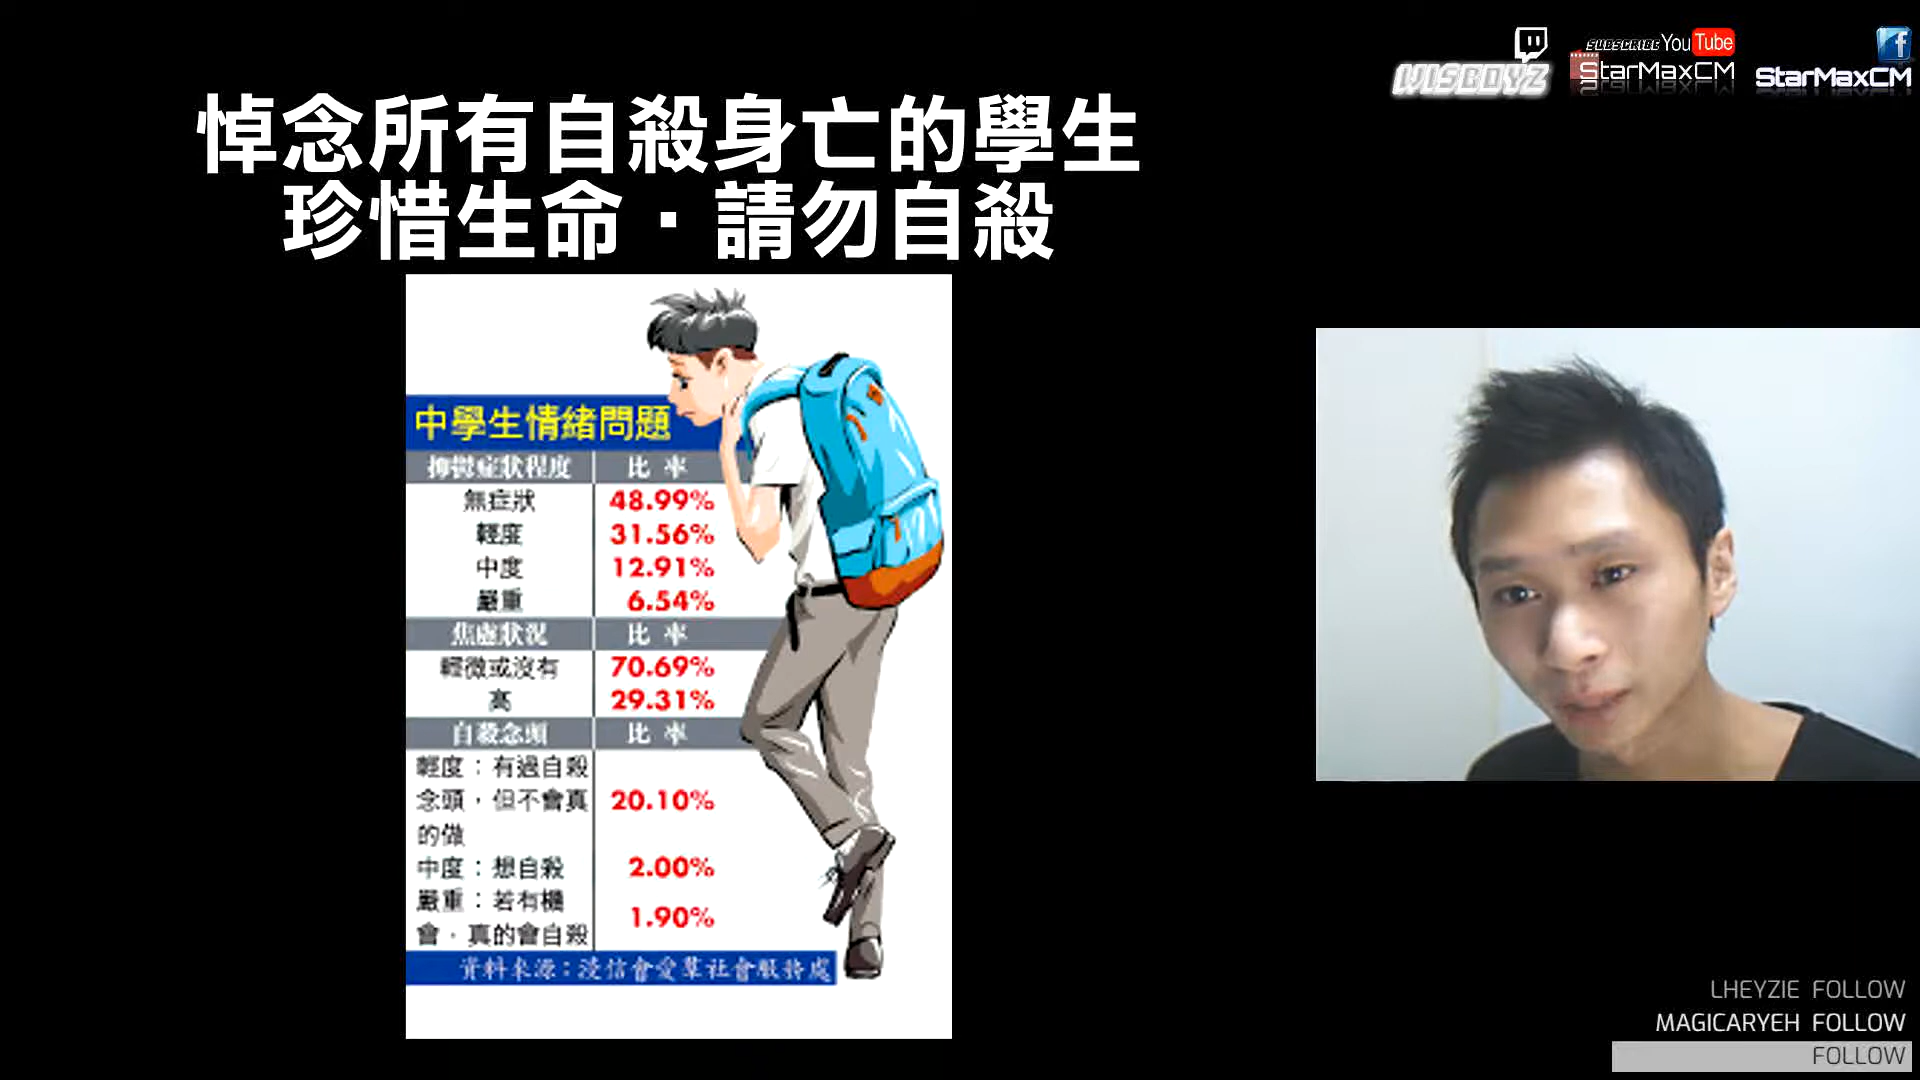 悼念所有自殺身亡的學生
珍惜生命·請勿自殺
WISBOYZ
SUBSCRIBE YouTube
StarMaxCM
StarMaxCM
中學生情緒問題
抑鬱症狀程度 比率
無症狀 48.99%
輕度 31.56%
中度 12.91%
嚴重 6.54%
焦慮狀況 比率
輕微或沒有 70.69%
高 29.31%
自殺念頭 比率
輕度：有過自殺
念頭，但不會真 20.10%
的做
中度：想自殺 2.00%
嚴重：若有機
會，真的會自殺 1.90%
資料來源：浸信會愛羣社會服務處
LHEYZIE FOLLOW
MAGICARYEH FOLLOW
FOLLOW